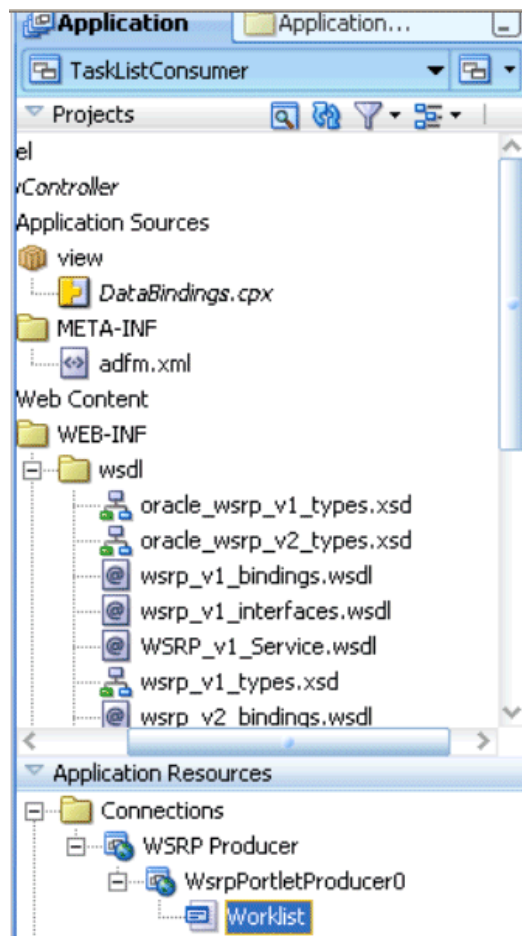 Application Application...
TaskListConsumer
Projects
el
Controller
Application Sources
view
DataBindings.cpx
META-INF
adfm.xml
Web Content
WEB-INF
wsdl
oracle_wsrp_v1_types.xsd
oracle_wsrp_v2_types.xsd
wsrp_v1_bindings.wsdl
wsrp_v1_interfaces.wsdl
WSRP_v1_Service.wsdl
wsrp_v1_types.xsd
wsrp_v2_bindings.wsdl
Application Resources
Connections
WSRP Producer
WsrpPortletProducer0
Worklist